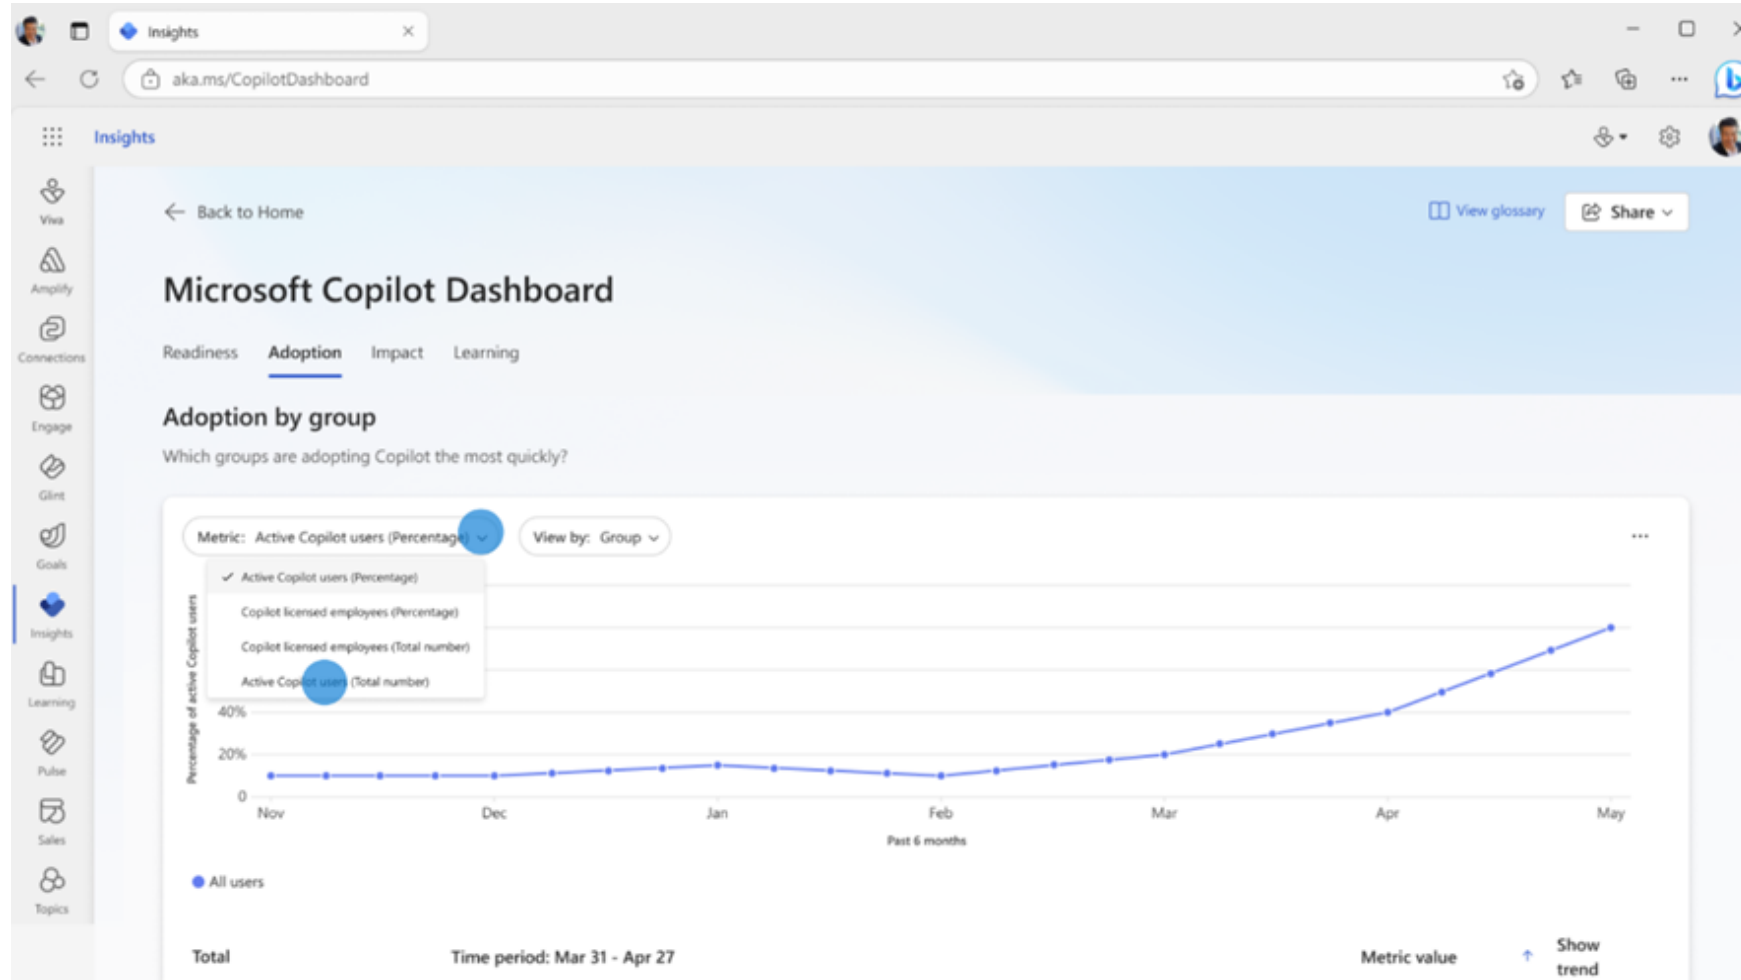 Insights
aka.ms/CopilotDashboard
Insights
Viva
Amplify
Connections
Engage
Glint
Goals
Insights
Learning
Pulse
Sales
Topics
Back to Home
View glossary
Share
Microsoft Copilot Dashboard
Readiness Adoption Impact Learning
Adoption by group
Which groups are adopting Copilot the most quickly?
Metric: Active Copilot users (Percentage)
View by: Group
Active Copilot users (Percentage)
Copilot licensed employees (Percentage)
Copilot licensed employees (Total number)
Active Copilot users (Total number)
Percentage of active Copilot users
40%
20%
0
Nov Dec Jan Feb Mar Apr May
Past 6 months
All users
Total Time period: Mar 31 - Apr 27 Metric value Show
trend